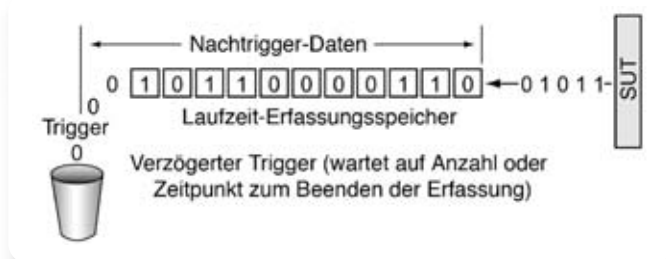 Nachtrigger-Daten
0 1 0 1 1 0 0 0 0 1 1 0 0 1 0 1 1
SUT
0
Trigger
Laufzeit-Erfassungsspeicher
0
Verzögerter Trigger (wartet auf Anzahl oder
Zeitpunkt zum Beenden der Erfassung)